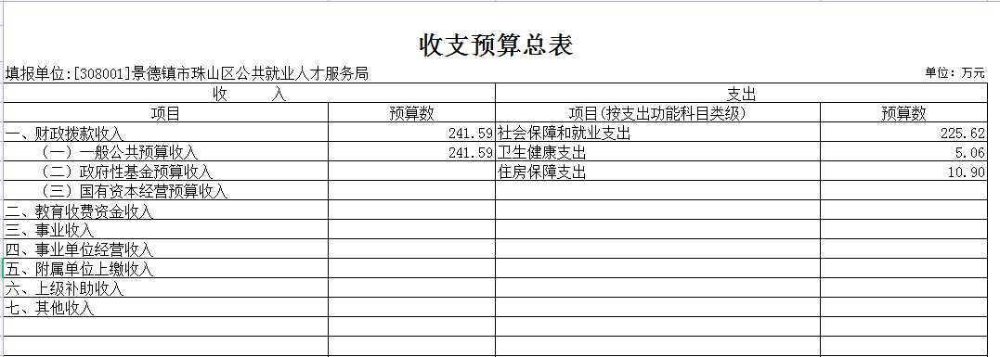 收支预算总表
填报单位:[308001]景德镇市珠山区公共就业人才服务局 单位：万元
收 入 支出
项目 预算数 项目(按支出功能科目类级) 预算数
一、财政拨款收入 241.59 社会保障和就业支出 225.62
（一）一般公共预算收入 241.59 卫生健康支出 5.06
（二）政府性基金预算收入 住房保障支出 10.90
（三）国有资本经营预算收入
二、教育收费资金收入
三、事业收入
四、事业单位经营收入
五、附属单位上缴收入
六、上级补助收入
七、其他收入